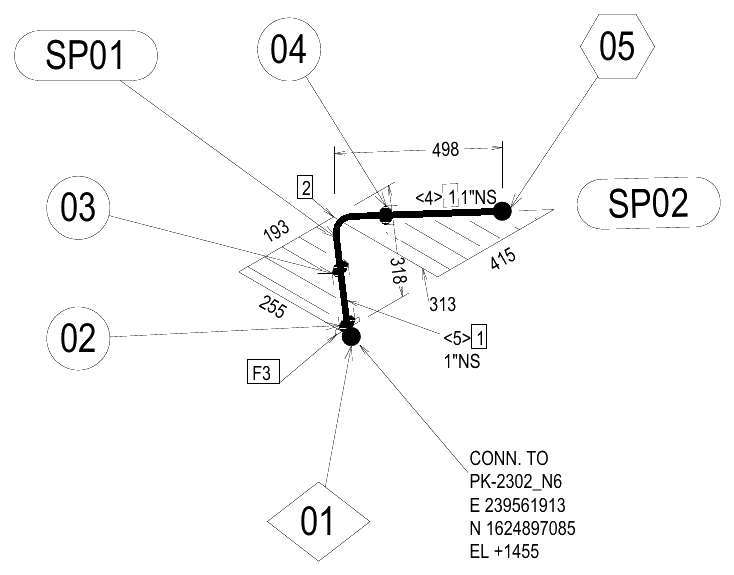 SP01
04
05
498
2
<4> 1 1"NS
SP02
03
193
318
415
313
255
02
<5> 1
1"NS
F3
01
CONN. TO
PK-2302_N6
E 239561913
N 1624897085
EL +1455